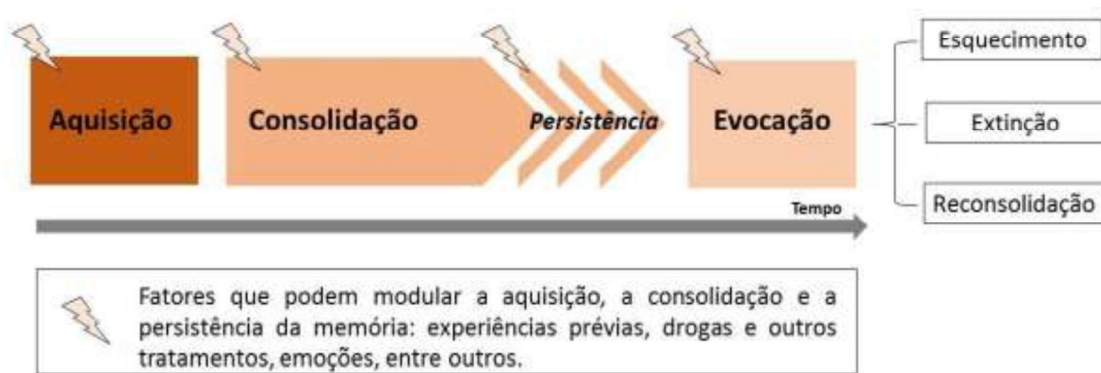 Aquisição
Consolidação
Persistência
Evocação
Esquecimento
Extinção
Reconsolidação
Tempo
Fatores que podem modular a aquisição, a consolidação e a
persistência da memória: experiências prévias, drogas e outros
tratamentos, emoções, entre outros.